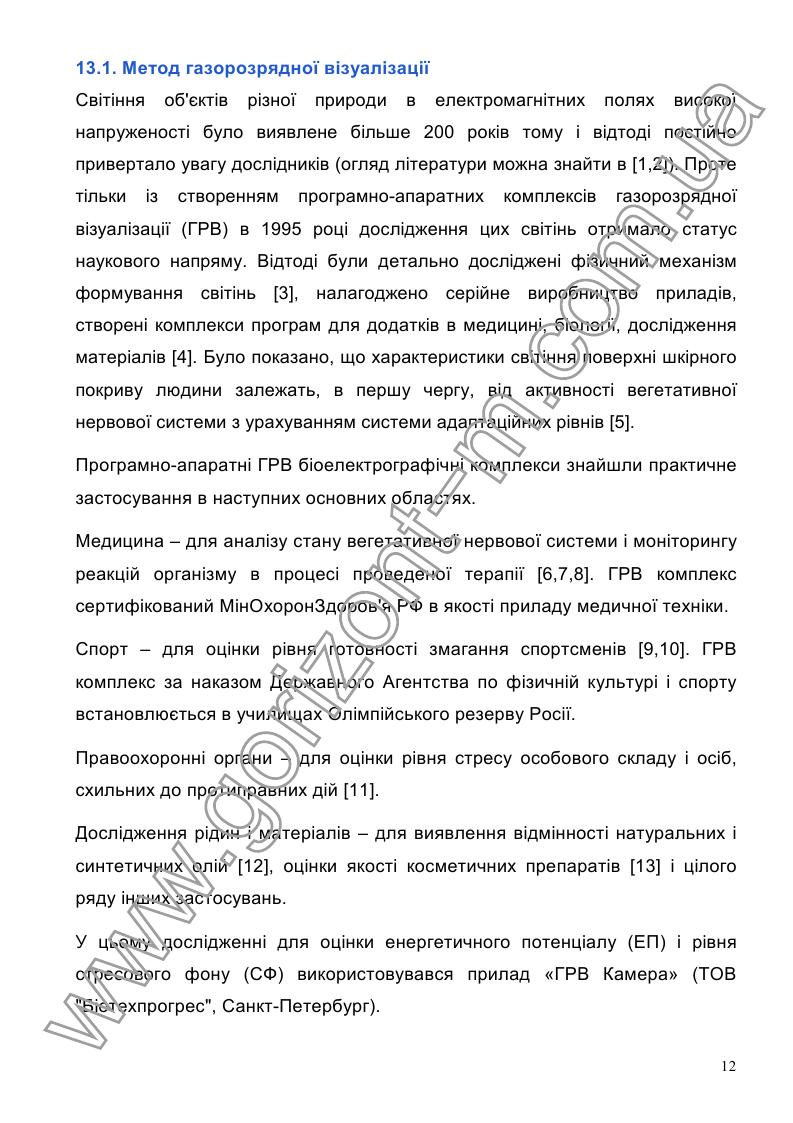 13.1. Метод газорозрядної візуалізації
Світіння об'єктів різної природи в електромагнітних полях високої
напруженості було виявлене більше 200 років тому і відтоді постійно
привертало увагу дослідників (огляд літератури можна знайти в [1,2]). Проте
тільки із створенням програмно-апаратних комплексів газорозрядної
візуалізації (ГРВ) в 1995 році дослідження цих світінь отримало статус
наукового напряму. Відтоді були детально досліджені фізичний механізм
формування світінь [3], налагоджено серійне виробництво приладів,
створені комплекси програм для додатків в медицині, біології, дослідження
матеріалів [4]. Було показано, що характеристики світіння поверхні шкірного
покриву людини залежать, в першу чергу, від активності вегетативної
нервової системи з урахуванням системи адаптаційних рівнів [5].
Програмно-апаратні ГРВ біоелектрографічні комплекси знайшли практичне
застосування в наступних основних областях.
Медицина – для аналізу стану вегетативної нервової системи і моніторингу
реакцій організму в процесі проведеної терапії [6,7,8]. ГРВ комплекс
сертифікований МінОхоронЗдоров'я РФ в якості приладу медичної техніки.
Спорт – для оцінки рівня готовності змагання спортсменів [9,10]. ГРВ
комплекс за наказом Державного Агентства по фізичній культурі і спорту
встановлюється в училищах Олімпійського резерву Росії.
Правоохоронні органи – для оцінки рівня стресу особового складу і осіб,
схильних до протиправних дій [11].
Дослідження рідин і матеріалів – для виявлення відмінності натуральних і
синтетичних олій [12], оцінки якості косметичних препаратів [13] і цілого
ряду інших застосувань.
У цьому дослідженні для оцінки енергетичного потенціалу (ЕП) і рівня
стресового фону (СФ) використовувався прилад «ГРВ Камера» (ТОВ
"Біотехпрогрес", Санкт-Петербург).
12
www.gorizont-m.com.ua